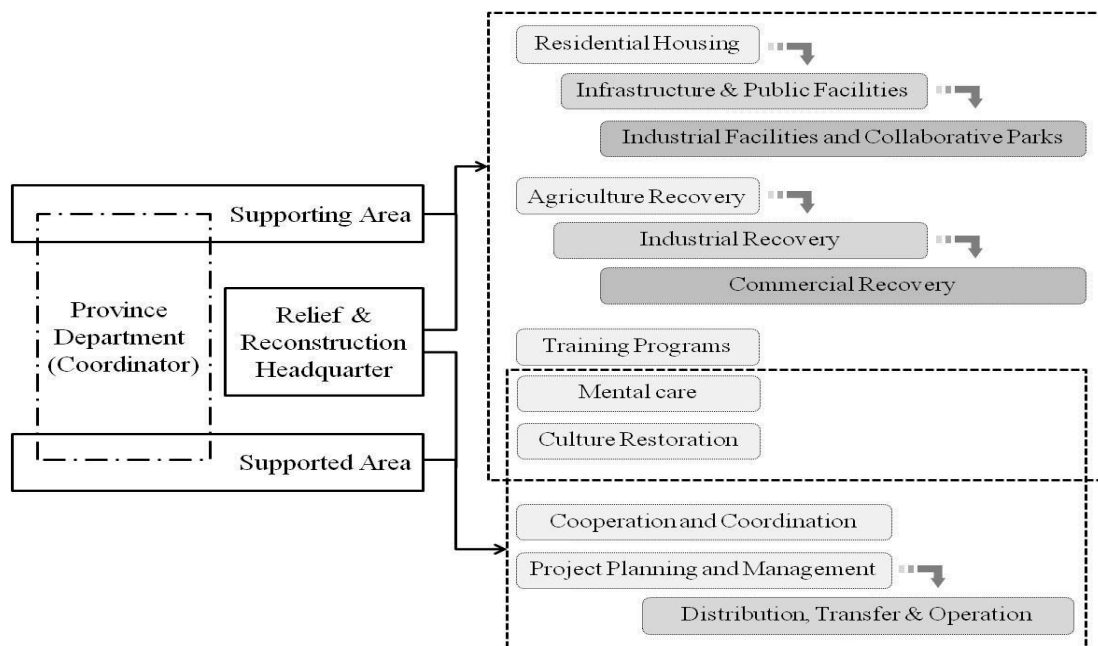 Supporting Area
Province
Department
(Coordinator)
Relief &
Reconstruction
Headquarter
Supported Area
Residential Housing
Infrastructure & Public Facilities
Industrial Facilities and Collaborative Parks
Agriculture Recovery
Industrial Recovery
Commercial Recovery
Training Programs
Mental care
Culture Restoration
Cooperation and Coordination
Project Planning and Management
Distribution, Transfer & Operation